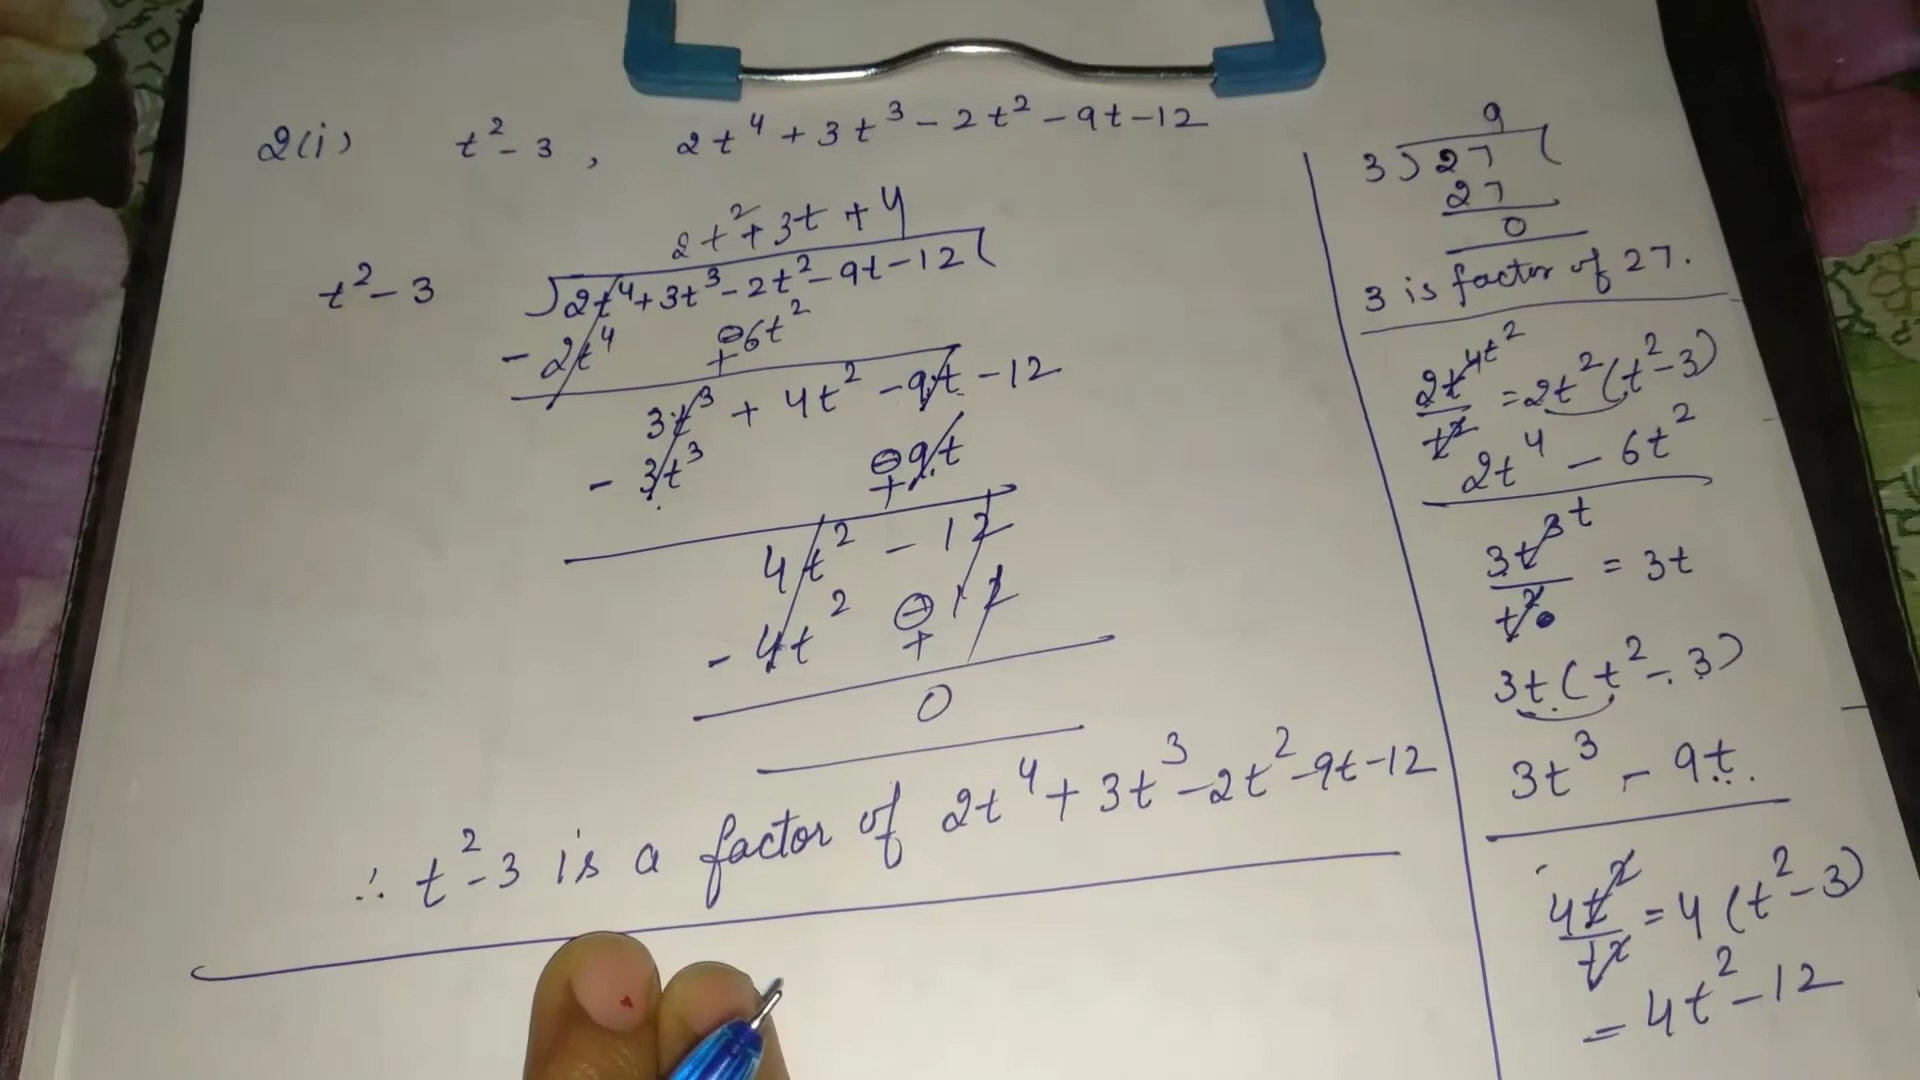 2(i) t² - 3 , 2t⁴ + 3t³ - 2t² - 9t - 12
2t² + 3t + 4
t² - 3 ) 2t⁴ + 3t³ - 2t² - 9t - 12 (
- 2t⁴ ⊖ 6t²
+
3t³ + 4t² - 9t - 12
- 3t³ ⊖ 9t
+
4t² - 12
- 4t² ⊖ 12
+
0
∴ t² - 3 is a factor of 2t⁴ + 3t³ - 2t² - 9t - 12
9
3 ) 27 (
27
0
3 is factor of 27.
2t⁴ t²
/ t² = 2t² (t² - 3)
2t⁴ - 6t²
3t³ t
/ t² = 3t
3t (t² - 3)
3t³ - 9t
4t² / t² = 4 (t² - 3)
= 4t² - 12